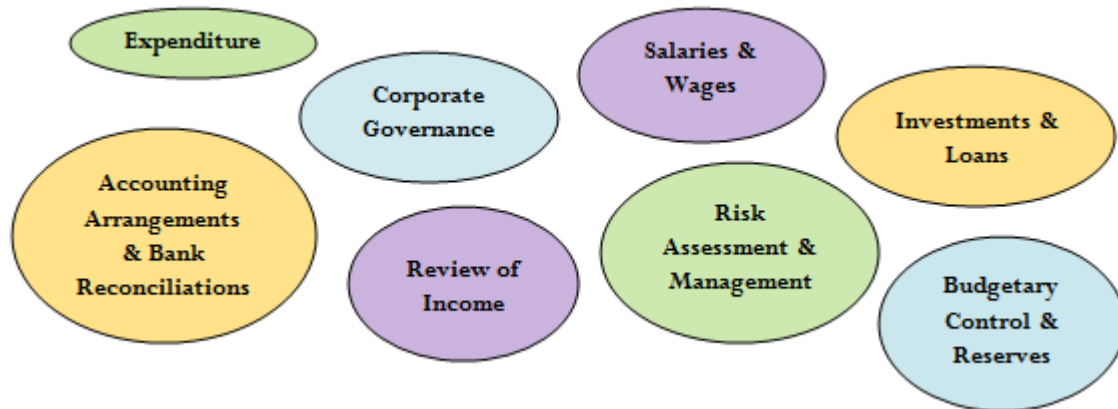 Expenditure
Corporate
Governance
Salaries &
Wages
Investments &
Loans
Accounting
Arrangements
& Bank
Reconciliations
Review of
Income
Risk
Assessment &
Management
Budgetary
Control &
Reserves